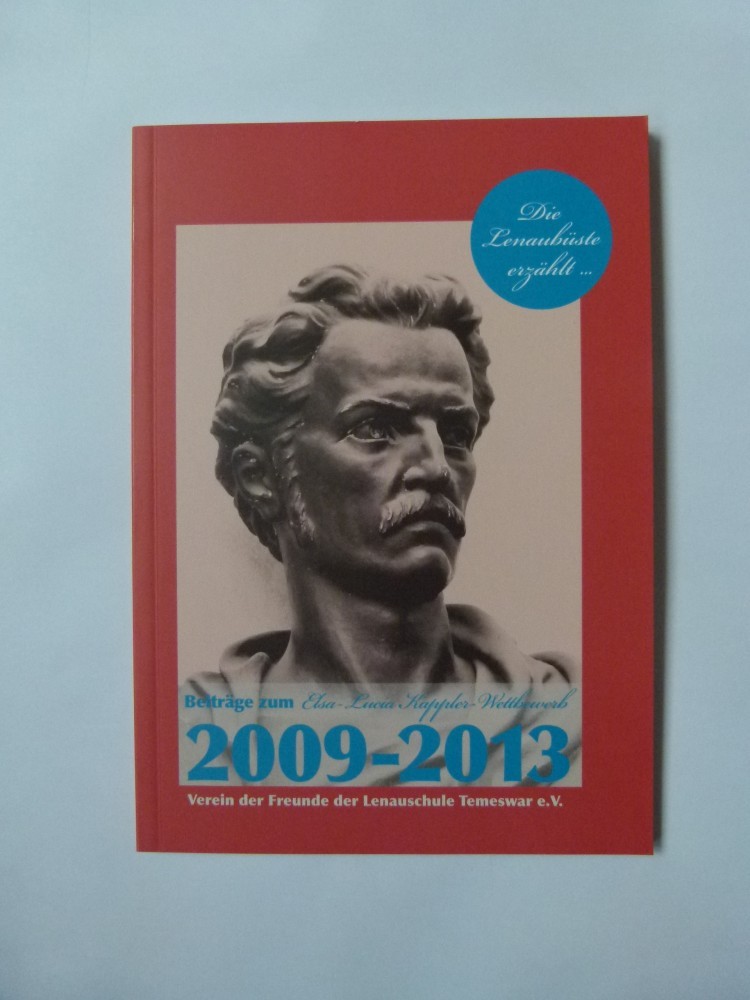 Die
Lenaubüste
erzählt ...
Beiträge zum Elsa-Lucia Kappler-Wettbewerb
2009-2013
Verein der Freunde der Lenauschule Temeswar e.V.